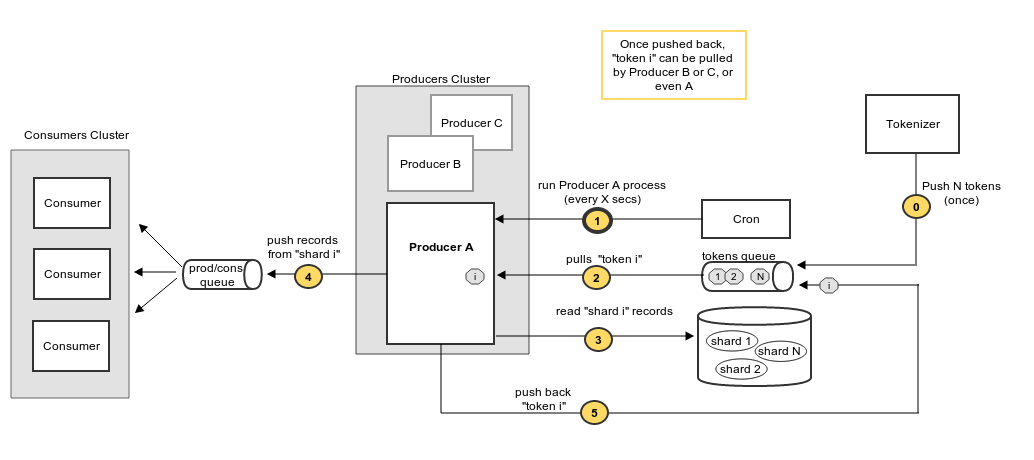 Once pushed back,
"token i" can be pulled
by Producer B or C, or
even A
Producers Cluster
Producer C
Producer B
Producer A
i
Consumers Cluster
Consumer
Consumer
Consumer
prod/cons
queue
push records
from "shard i"
4
run Producer A process
(every X secs)
1
Cron
Tokenizer
Push N tokens
(once)
0
pulls "token i"
2
tokens queue
1 2 N
i
read "shard i" records
3
shard 1
shard N
shard 2
push back
"token i"
5